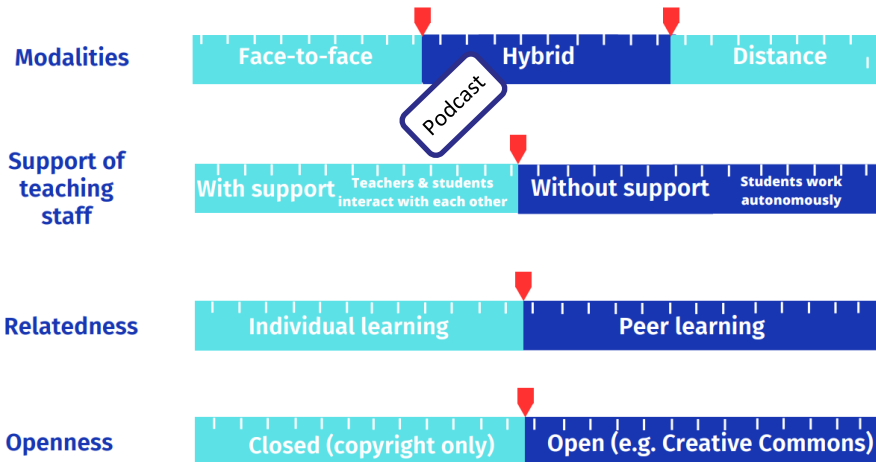 Modalities
Face-to-face
Hybrid
Distance
Podcast
Support of
teaching
staff
With support
Teachers & students
interact with each other
Without support
Students work
autonomously
Relatedness
Individual learning
Peer learning
Openness
Closed (copyright only)
Open (e.g. Creative Commons)